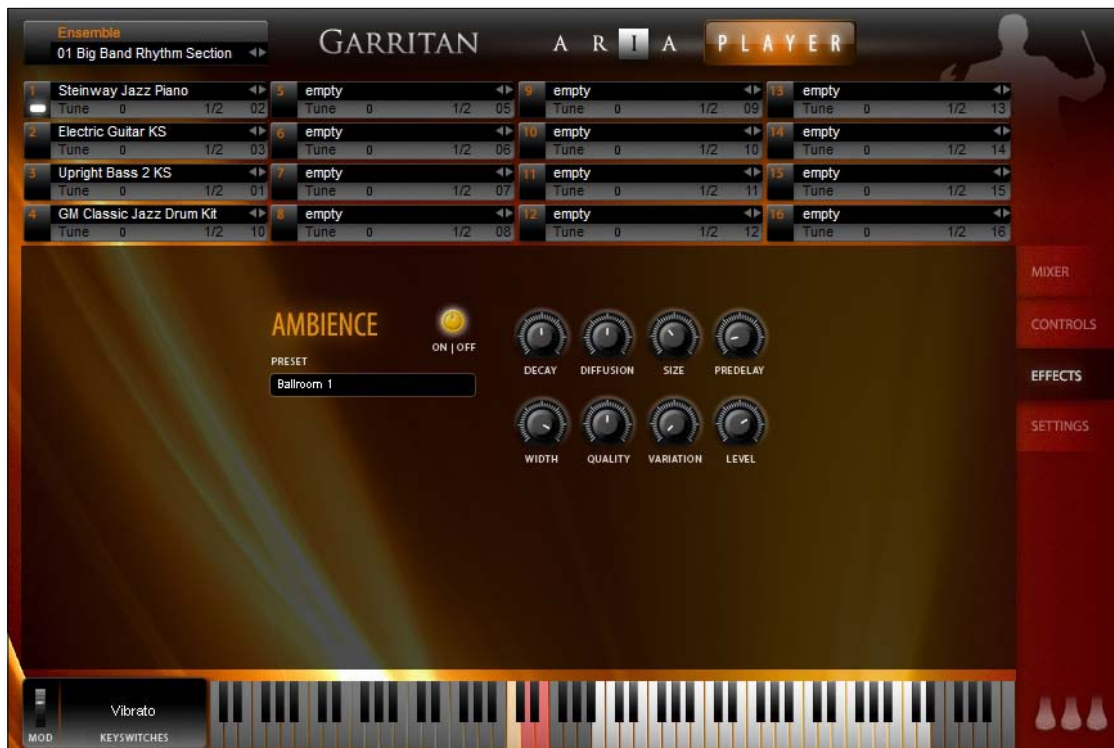 Ensemble
01 Big Band Rhythm Section
GARRITAN
ARIA PLAYER
1 Steinway Jazz Piano
Tune 0 1/2 02
5 empty
Tune 0 1/2 05
9 empty
Tune 0 1/2 09
13 empty
Tune 0 1/2 13
2 Electric Guitar KS
Tune 0 1/2 03
6 empty
Tune 0 1/2 06
10 empty
Tune 0 1/2 10
14 empty
Tune 0 1/2 14
3 Upright Bass 2 KS
Tune 0 1/2 01
7 empty
Tune 0 1/2 07
11 empty
Tune 0 1/2 11
15 empty
Tune 0 1/2 15
4 GM Classic Jazz Drum Kit
Tune 0 1/2 10
8 empty
Tune 0 1/2 08
12 empty
Tune 0 1/2 12
16 empty
Tune 0 1/2 16
MIXER
CONTROLS
EFFECTS
SETTINGS
AMBIENCE
ON | OFF
PRESET
Ballroom 1
DECAY DIFFUSION SIZE PREDELAY
WIDTH QUALITY VARIATION LEVEL
Vibrato
MOD KEYSWITCHES